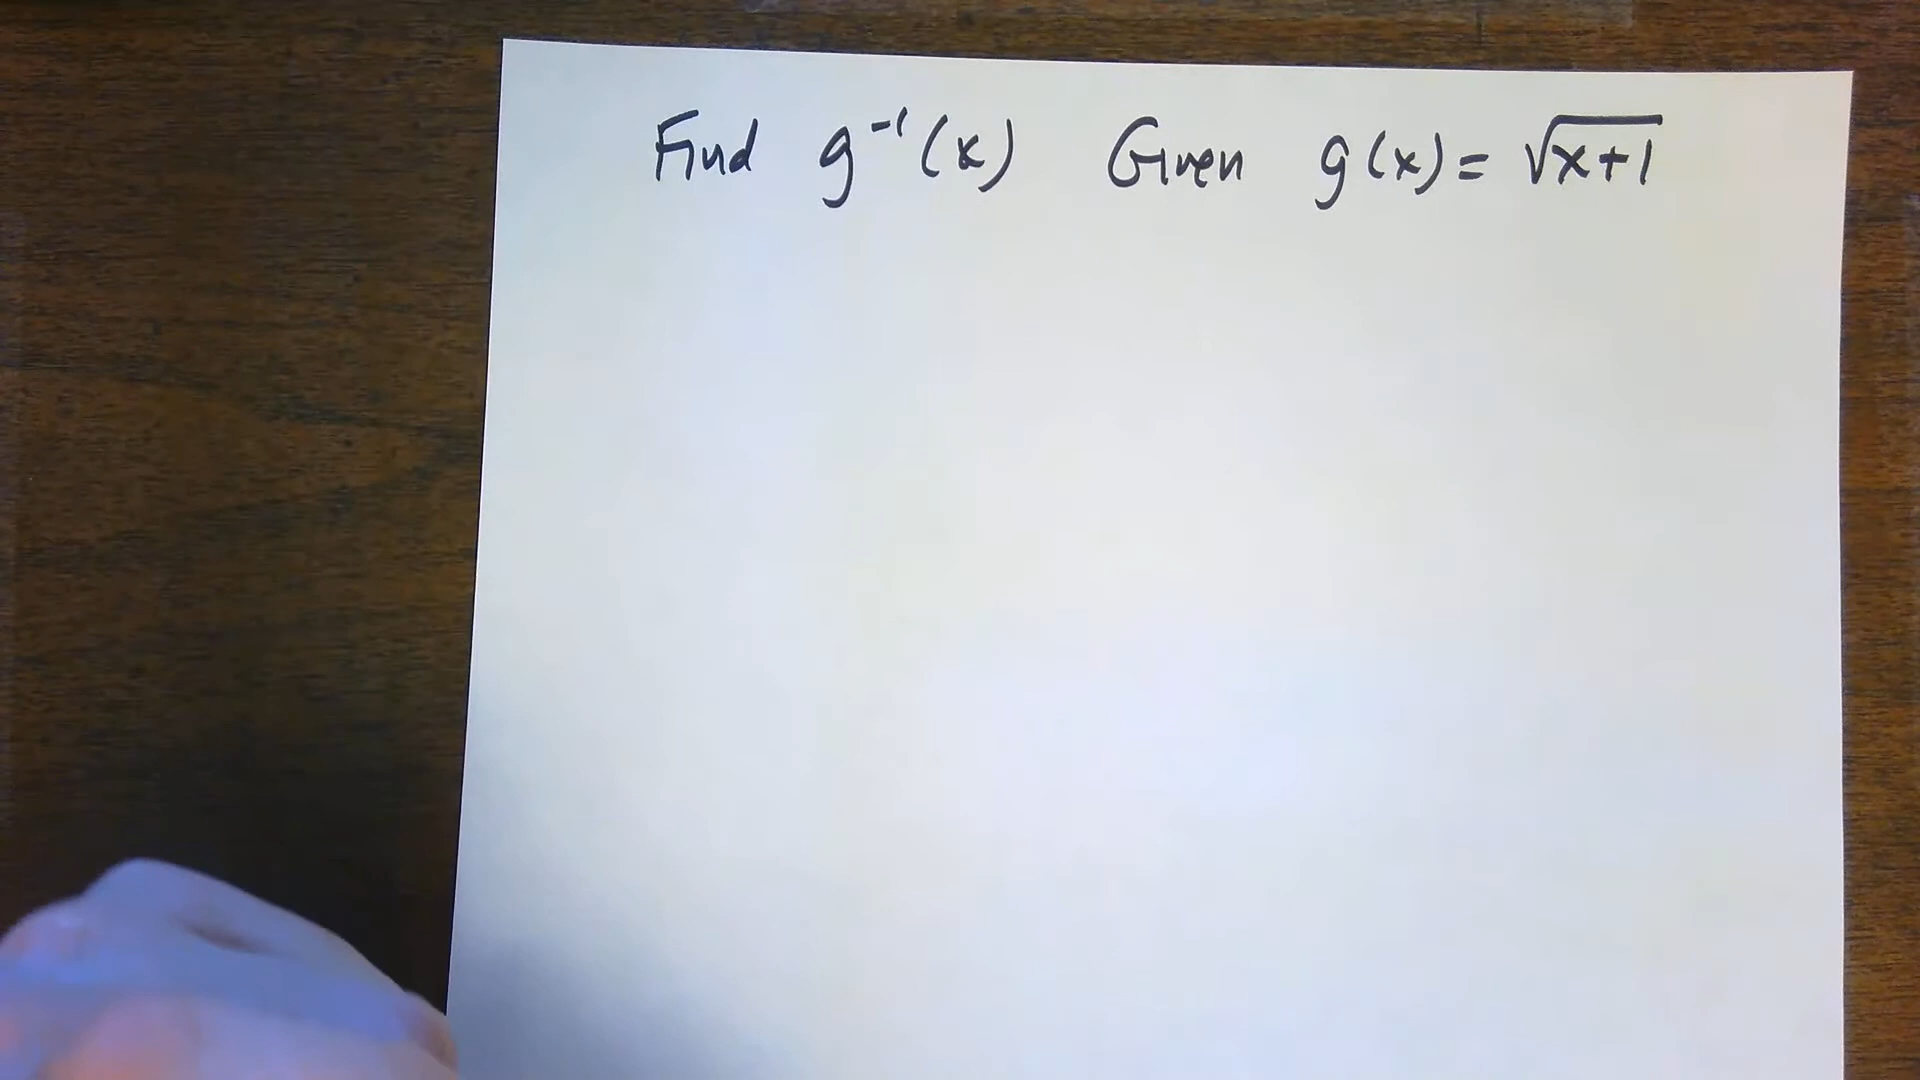 Find g⁻¹(x) Given g(x) = √x+1